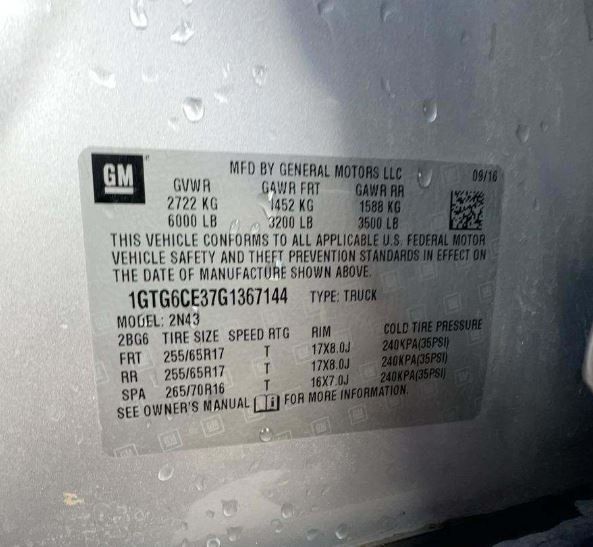 GM
MFD BY GENERAL MOTORS LLC 09/16
GVWR GAWR FRT GAWR RR
2722 KG 1452 KG 1588 KG
6000 LB 3200 LB 3500 LB
THIS VEHICLE CONFORMS TO ALL APPLICABLE U.S. FEDERAL MOTOR
VEHICLE SAFETY AND THEFT PREVENTION STANDARDS IN EFFECT ON
THE DATE OF MANUFACTURE SHOWN ABOVE.
1GTG6CE37G1367144 TYPE: TRUCK
MODEL: 2N43
2BG6 TIRE SIZE SPEED RTG RIM COLD TIRE PRESSURE
FRT 255/65R17 T 17X8.0J 240KPA(35PSI)
RR 255/65R17 T 17X8.0J 240KPA(35PSI)
SPA 265/70R16 T 16X7.0J 240KPA(35PSI)
SEE OWNER'S MANUAL FOR MORE INFORMATION.